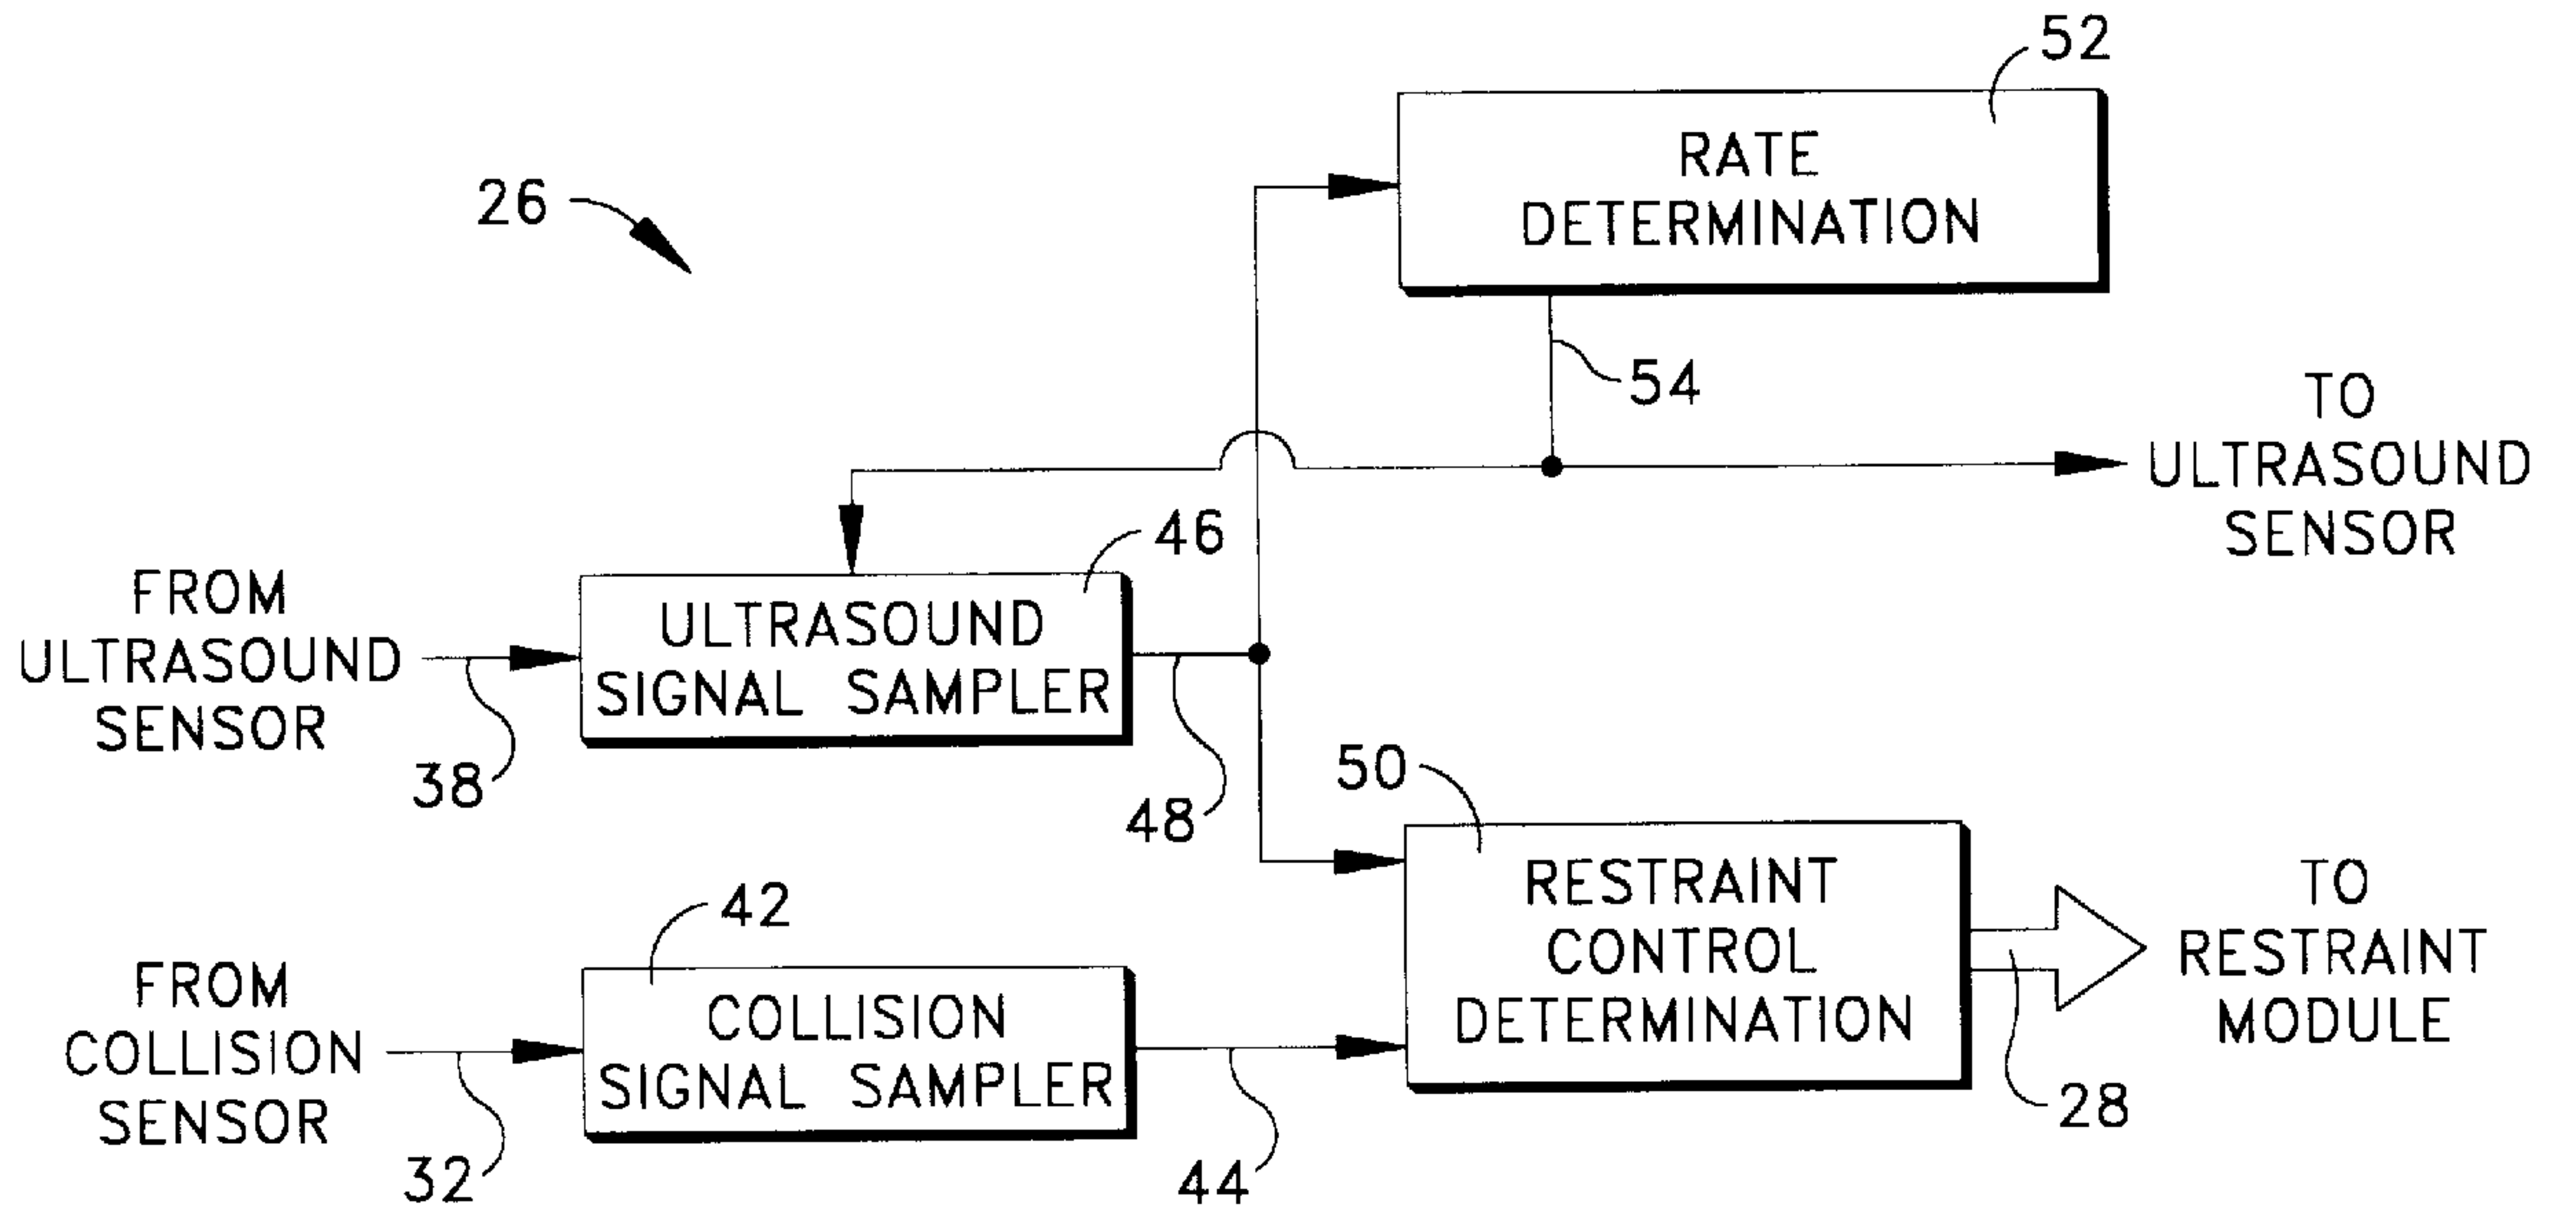 52
RATE
DETERMINATION
26
54
TO
ULTRASOUND
SENSOR
46
FROM
ULTRASOUND
SENSOR
ULTRASOUND
SIGNAL SAMPLER
38
48
50
RESTRAINT
CONTROL
DETERMINATION
TO
RESTRAINT
MODULE
42
FROM
COLLISION
SENSOR
COLLISION
SIGNAL SAMPLER
28
32
44